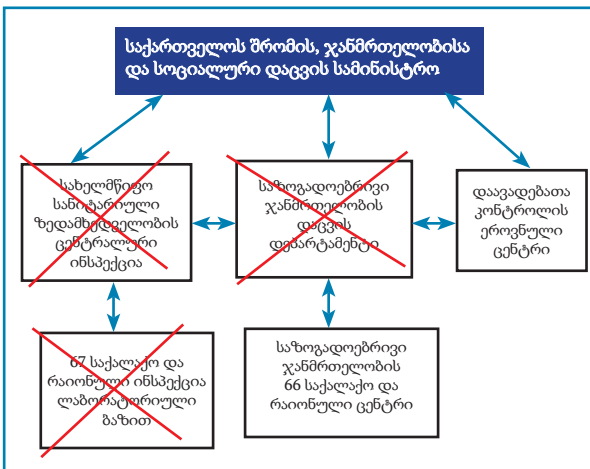 საქართველოს შრომის, ჯანმრთელობისა
და სოციალური დაცვის სამინისტრო
სახელმწიფო
სანიტარიული
ზედამხედველობის
ცენტრალური
ინსპექცია
საზოგადოებრივი
ჯანმრთელობის
დაცვის
დეპარტამენტი
დაავადებათა
კონტროლის
ეროვნული
ცენტრი
67 საქალაქო და
რაიონული ინსპექცია
ლაბორატორიული
ბაზით
საზოგადოებრივი
ჯანმრთელობის
66 საქალაქო და
რაიონული ცენტრი